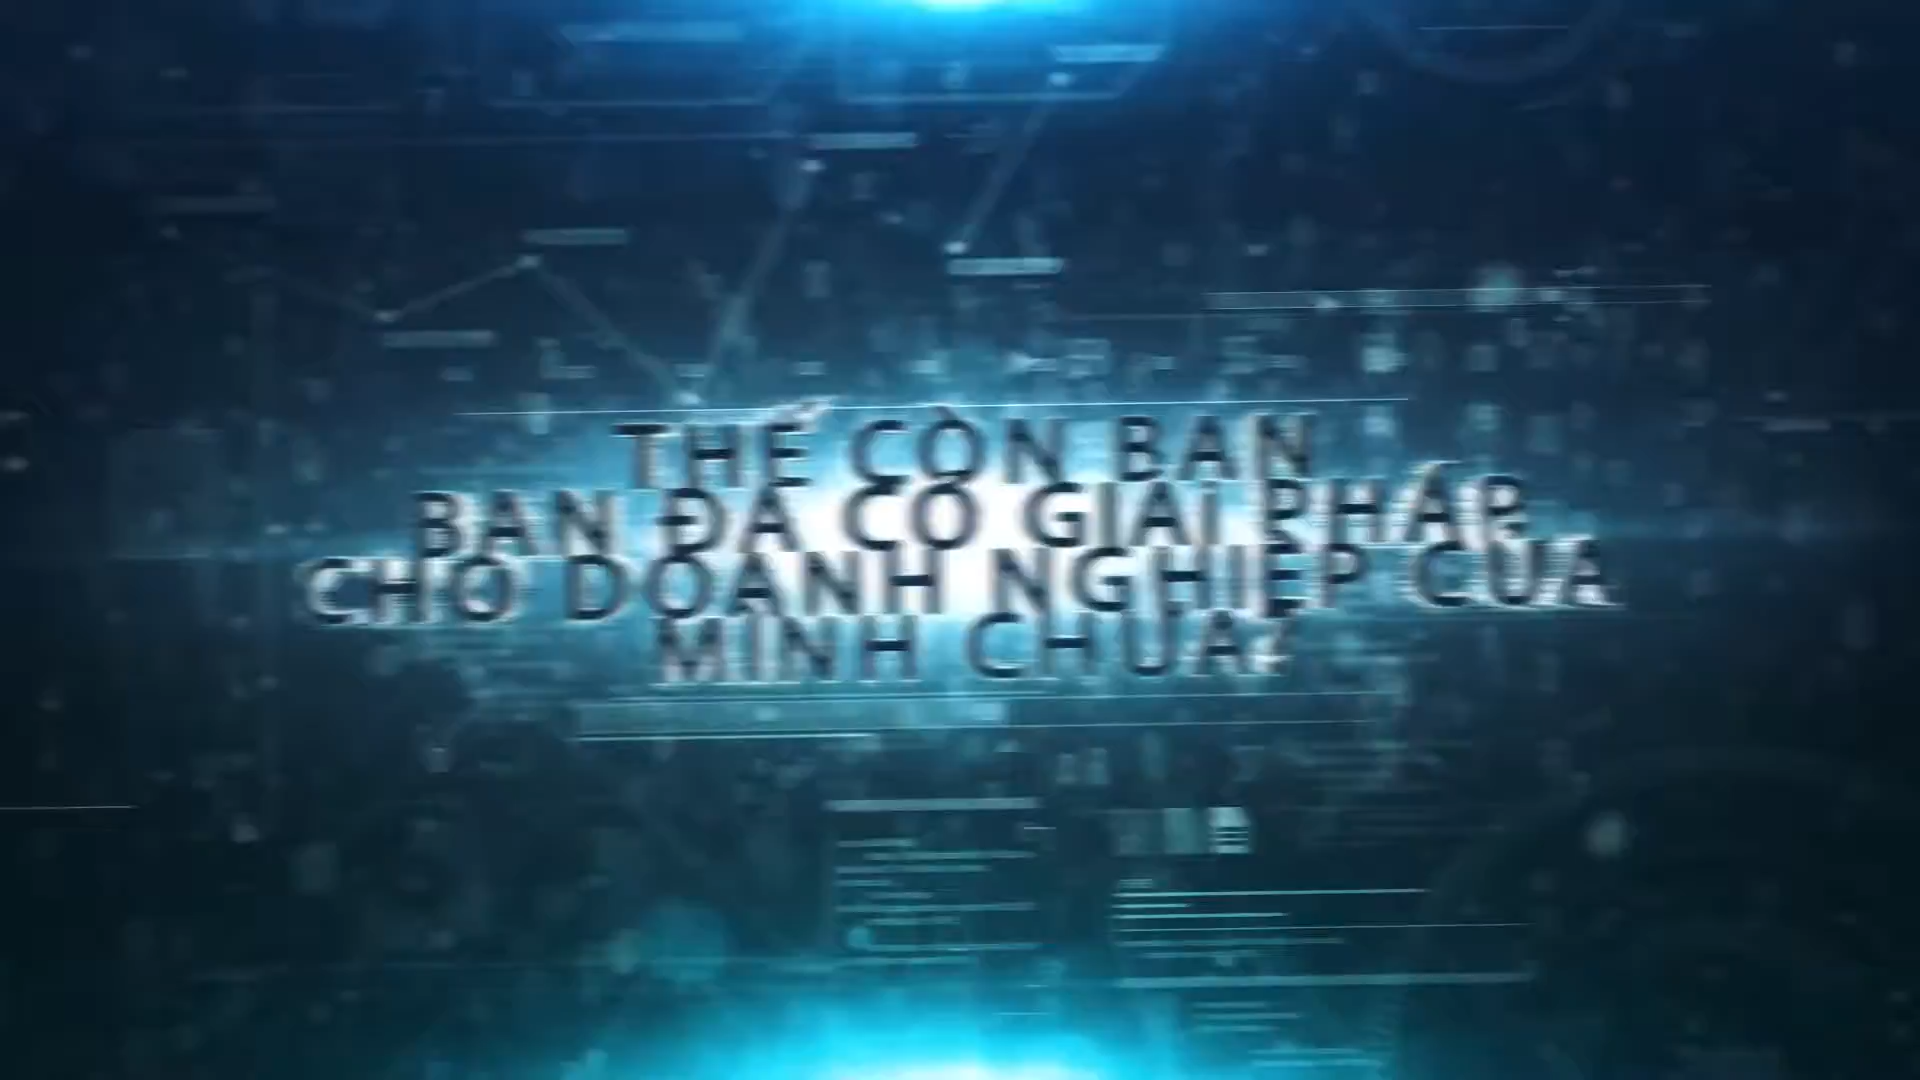 THẾ CÒN BẠN
BẠN ĐÃ CÓ GIẢI PHÁP
CHO DOANH NGHIỆP CỦA
MÌNH CHƯA?